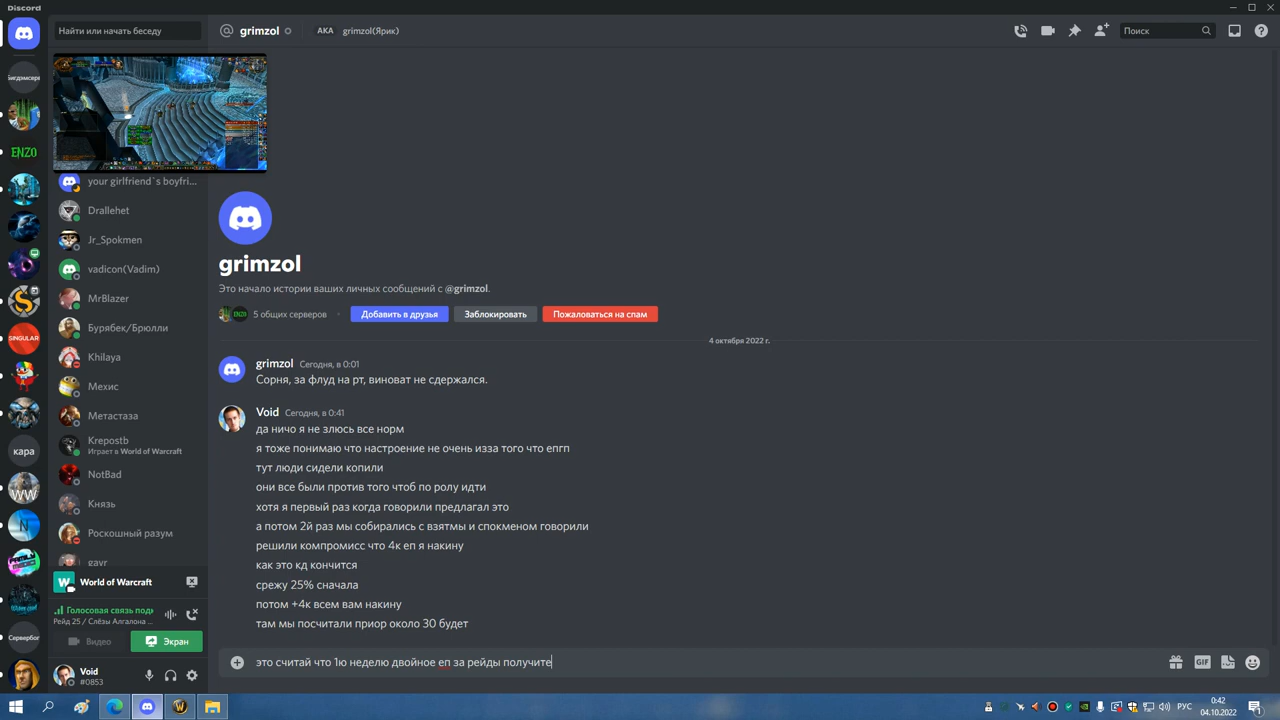 Discord
Найти или начать беседу
grimzol
AKA
grimzol(Ярик)
Поиск
Бигдэмсерв
ENZO
SINGULAR
кара
WW
Сервербог
your girlfriend`s boyfri...
Drallehet
Jr_Spokmen
vadicon(Vadim)
MrBlazer
Бурябек/Брюлли
Khilaya
Мехис
Метастаза
Krepostb
Играет в World of Warcraft
NotBad
Князь
Роскошный разум
gavr
World of Warcraft
Голосовая связь подк
Рейд 25 / Слёзы Алгалона ...
Видео
Экран
Void
#0853
grimzol
Это начало истории ваших личных сообщений с @grimzol.
5 общих серверов
Добавить в друзья
Заблокировать
Пожаловаться на спам
4 октября 2022 г.
grimzol Сегодня, в 0:01
Сорня, за флуд на рт, виноват не сдержался.
Void Сегодня, в 0:41
да ничо я не злюсь все норм
я тоже понимаю что настроение не очень изза того что епгп
тут люди сидели копили
они все были против того чтоб по ролу идти
хотя я первый раз когда говорили предлагал это
а потом 2й раз мы собирались с взятмы и спокменом говорили
решили компромисс что 4к еп я накину
как это кд кончится
срежу 25% сначала
потом +4к всем вам накину
там мы посчитали приор около 30 будет
это считай что 1ю неделю двойное еп за рейды получите
GIF
РУС
0:42
04.10.2022